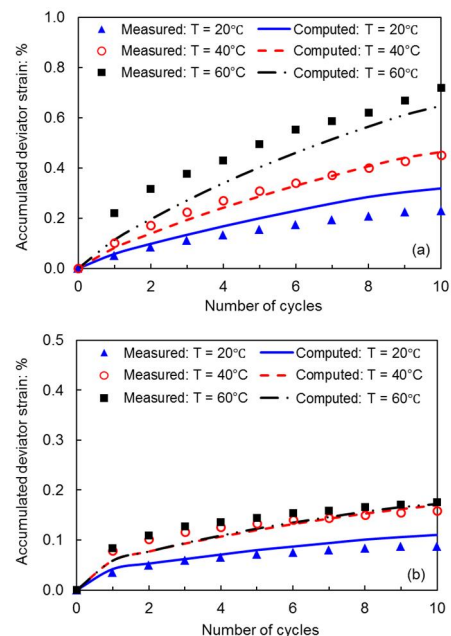 Measured: T = 20℃ Computed: T = 20℃
Measured: T = 40°C Computed: T = 40°C
Measured: T = 60°C Computed: T = 60℃
Accumulated deviator strain: %
1.0
0.8
0.6
0.4
0.2
0.0
(a)
0 2 4 6 8 10
Number of cycles
Measured: T = 20℃ Computed: T = 20℃
Measured: T = 40°C Computed: T = 40°C
Measured: T = 60°C Computed: T = 60℃
Accumulated deviator strain: %
0.5
0.4
0.3
0.2
0.1
0.0
(b)
0 2 4 6 8 10
Number of cycles